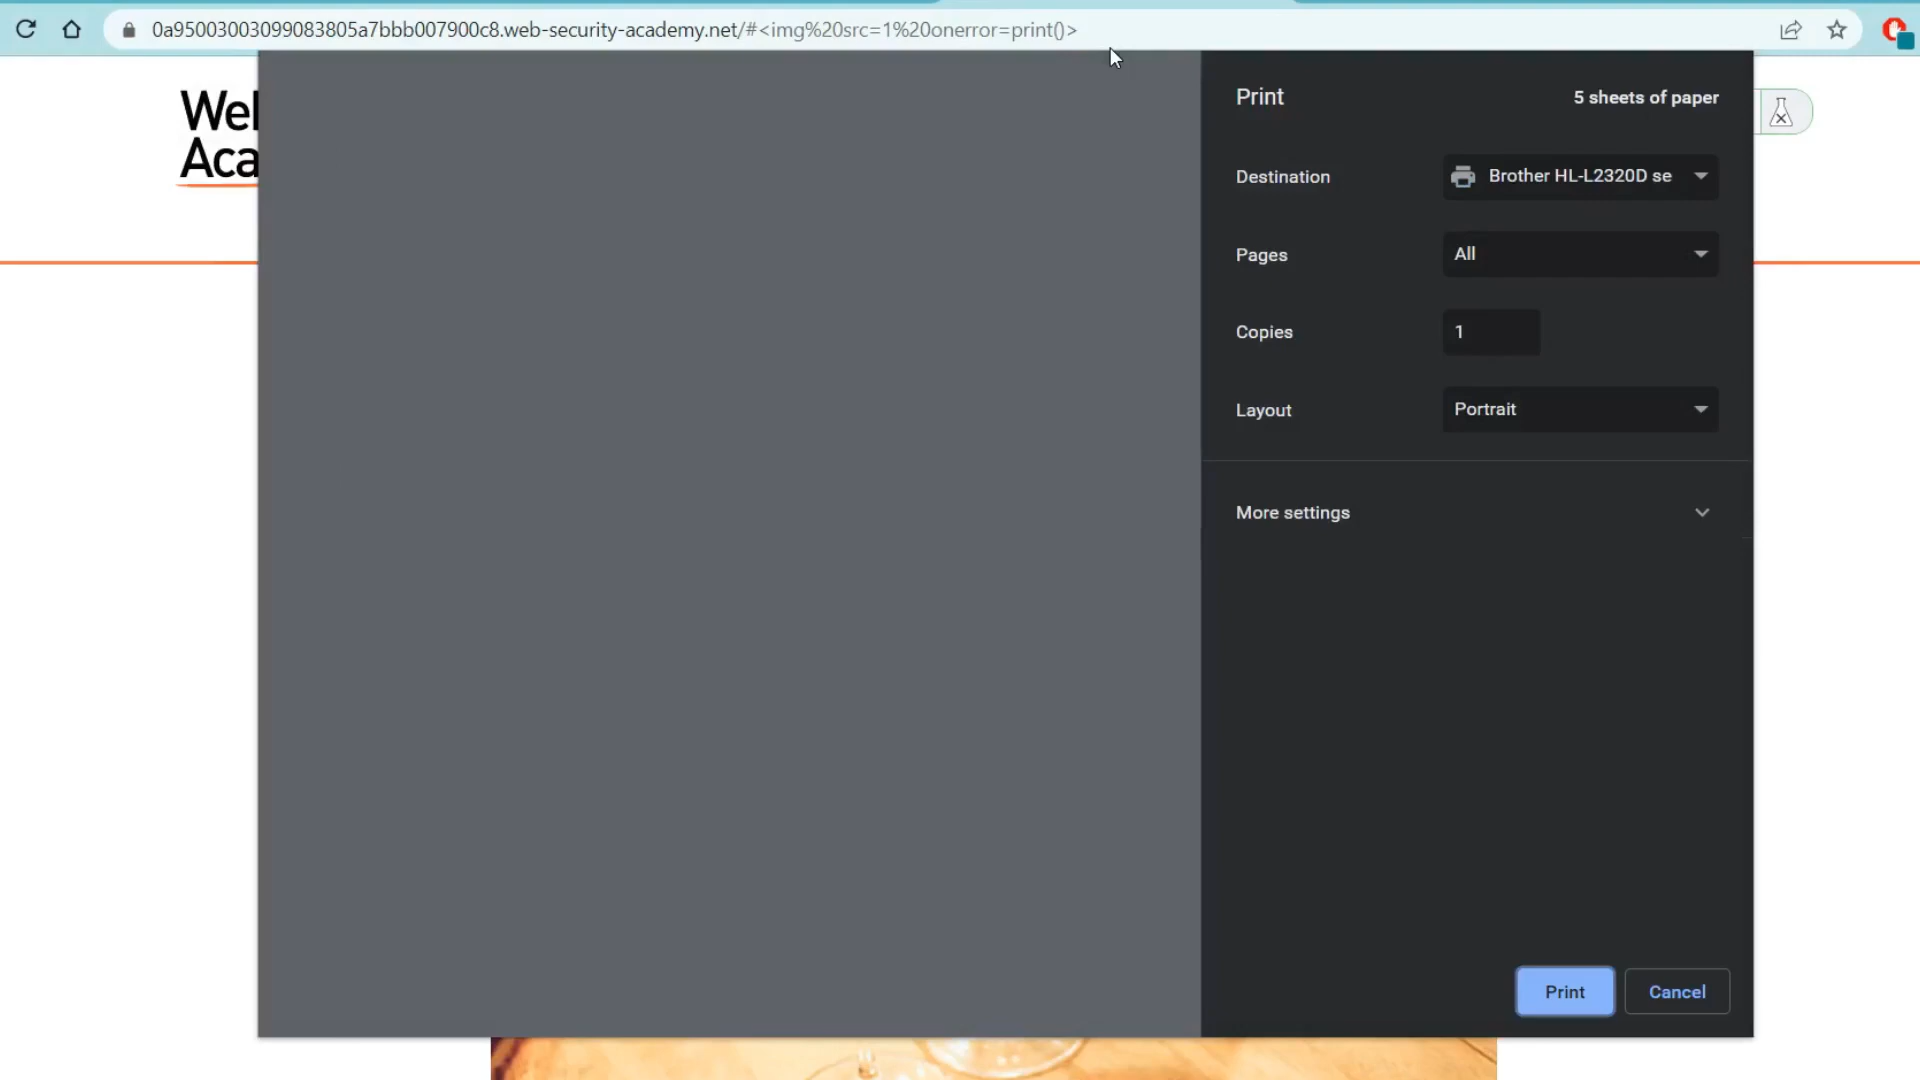 0a95003003099083805a7bbb007900c8.web-security-academy.net/#<img%20src=1%20onerror=print()>
Wel
Aca
Print
5 sheets of paper
Destination
Brother HL-L2320D se
Pages
All
Copies
1
Layout
Portrait
More settings
Print
Cancel